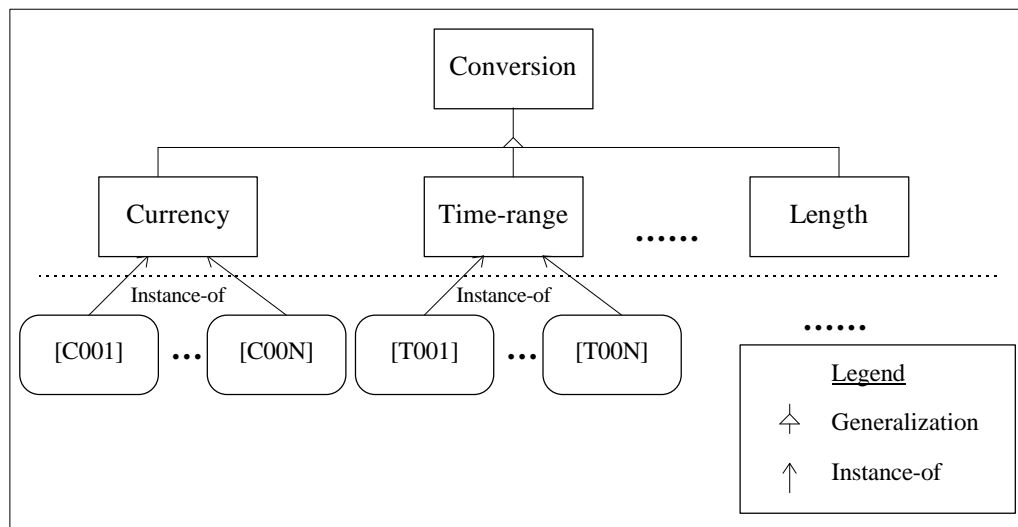 Conversion
Currency
Time-range
......
Length
Instance-of
Instance-of
[C001]
...
[C00N]
[T001]
...
[T00N]
......
Legend
Generalization
Instance-of